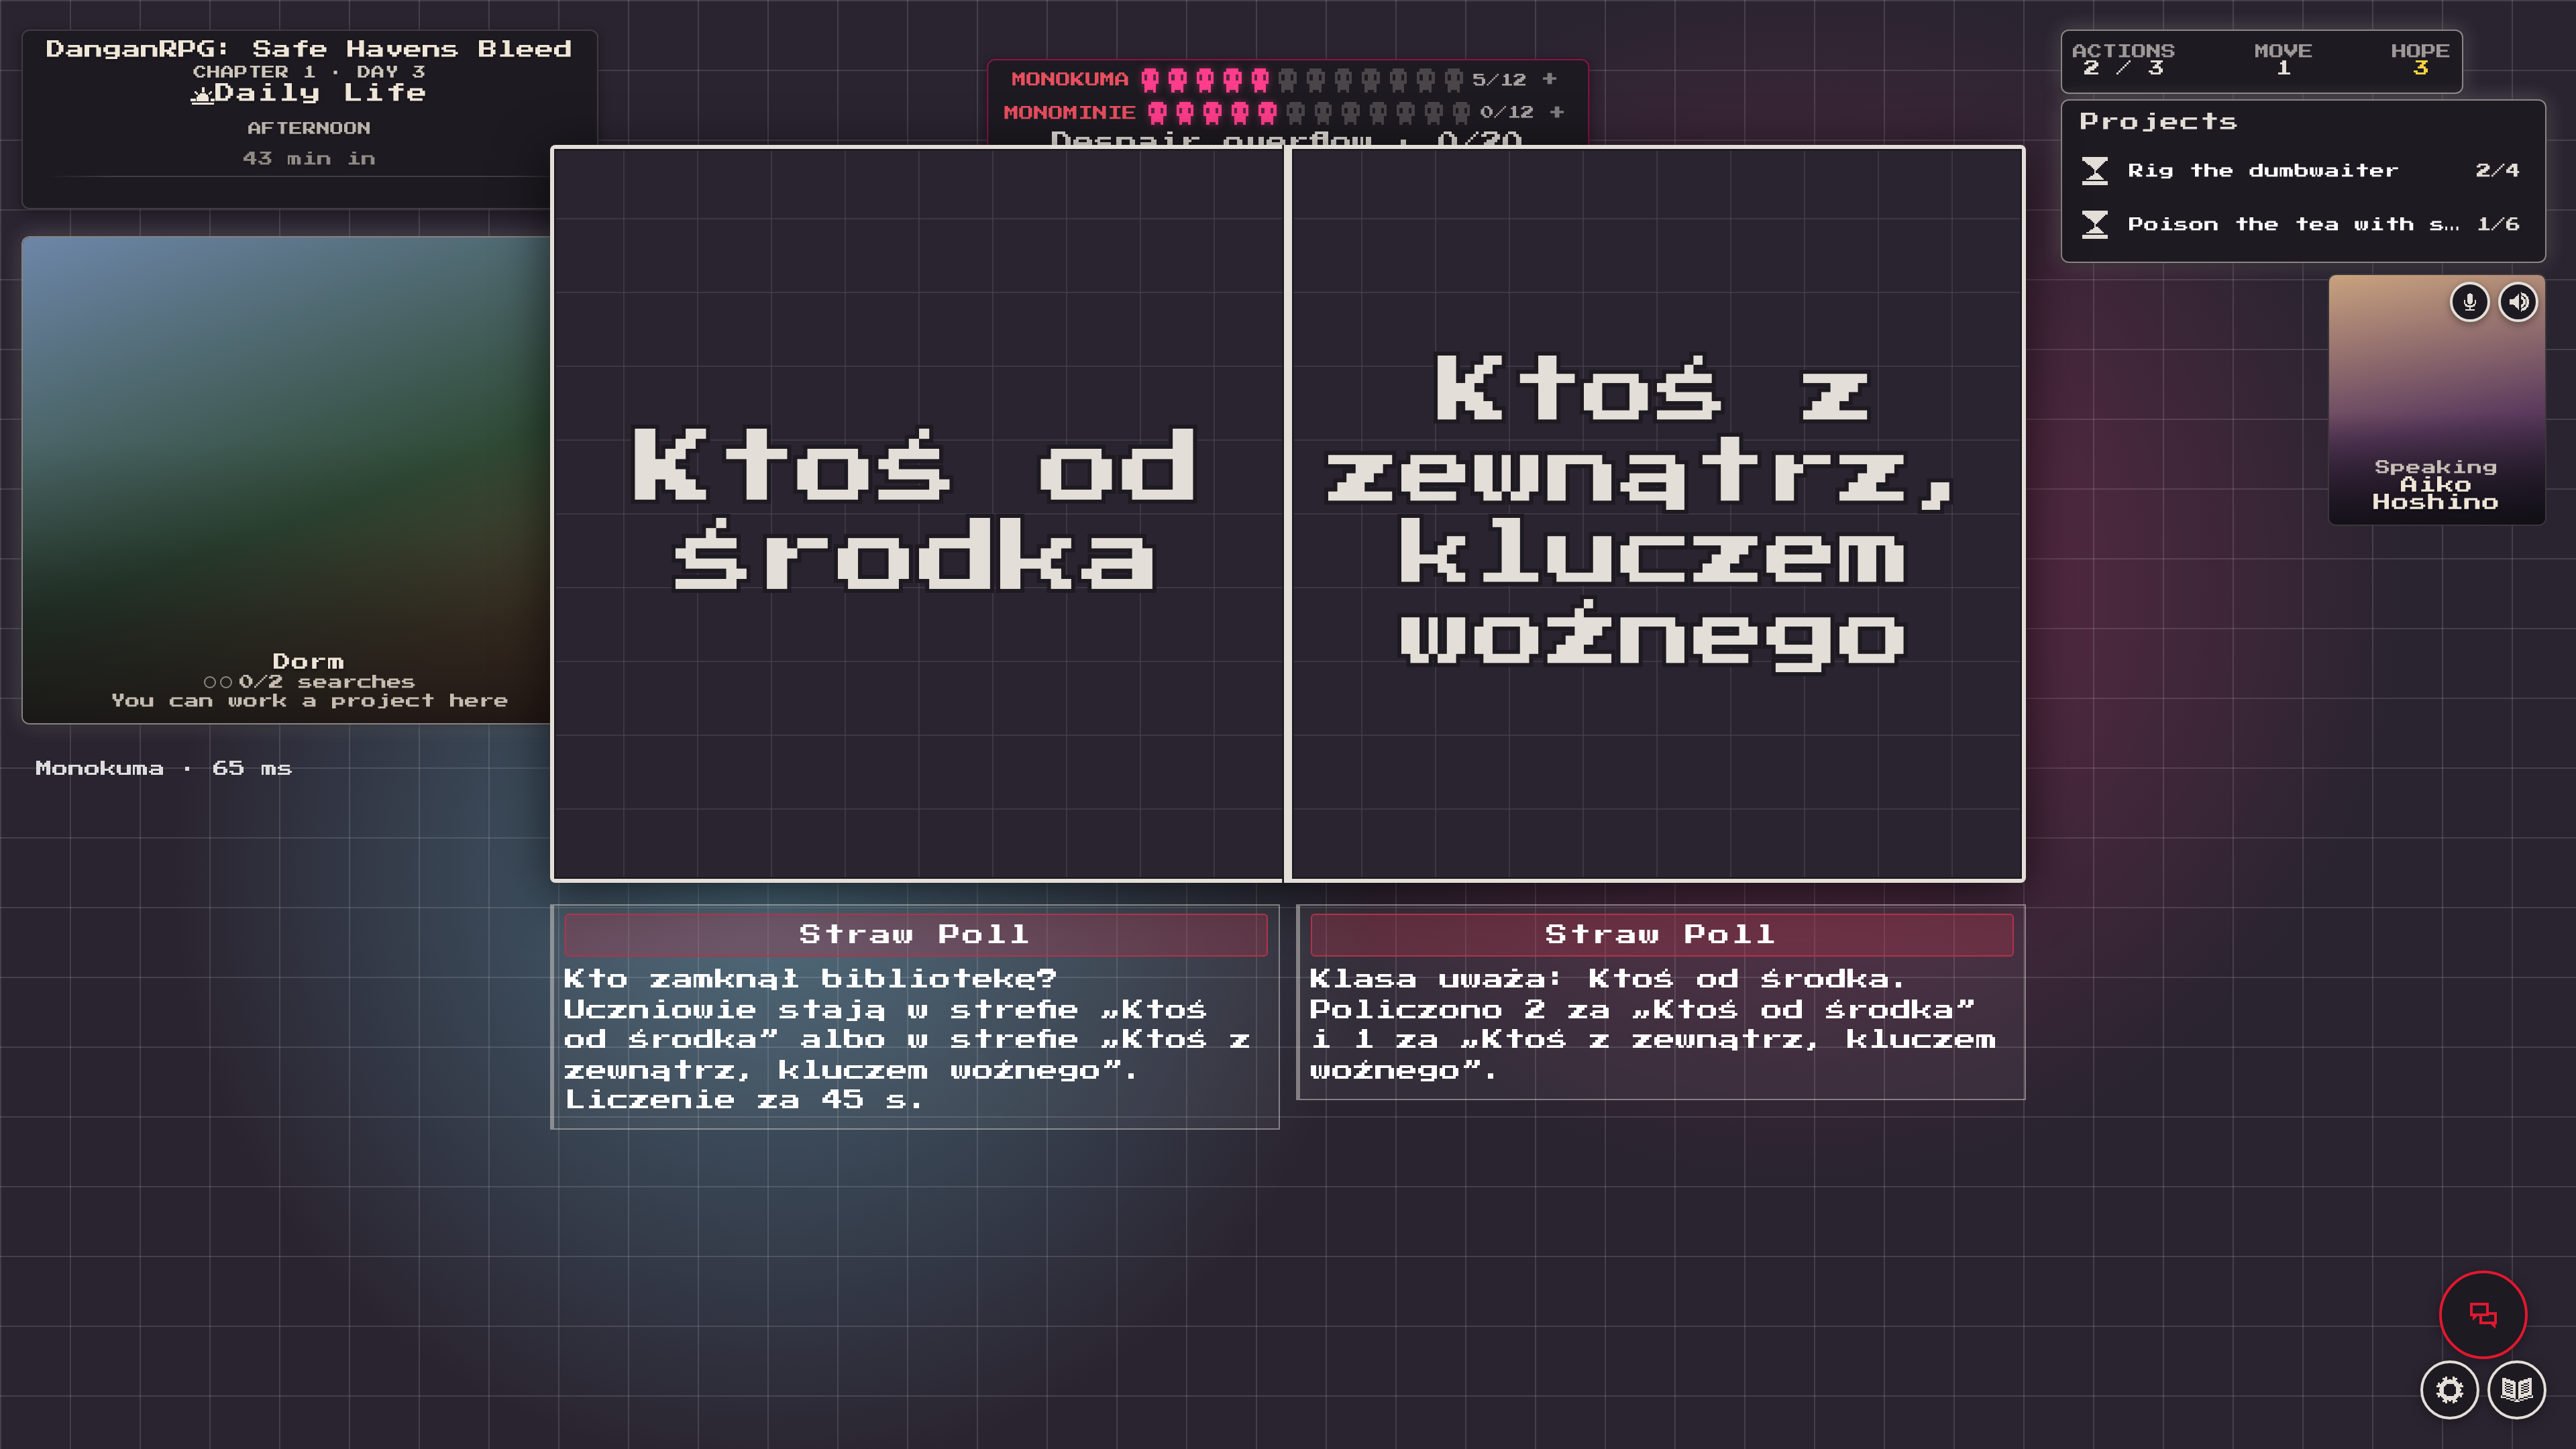 DanganRPG: Safe Havens Bleed
CHAPTER 1 · DAY 3
Daily Life
AFTERNOON
43 min in
MONOKUMA 5/12 +
MONOMINIE 0/12 +
Despair overflow · 0/20
ACTIONS MOVE HOPE
2 / 3 1 3
Projects
Rig the dumbwaiter 2/4
Poison the tea with s… 1/6
Speaking
Aiko
Hoshino
Dorm
0/2 searches
You can work a project here
Monokuma · 65 ms
Ktoś od
środka
Ktoś z
zewnątrz,
kluczem
woźnego
Straw Poll
Kto zamknął bibliotekę?
Uczniowie stają w strefie „Ktoś
od środka” albo w strefie „Ktoś z
zewnątrz, kluczem woźnego”.
Liczenie za 45 s.
Straw Poll
Klasa uważa: Ktoś od środka.
Policzono 2 za „Ktoś od środka”
i 1 za „Ktoś z zewnątrz, kluczem
woźnego”.